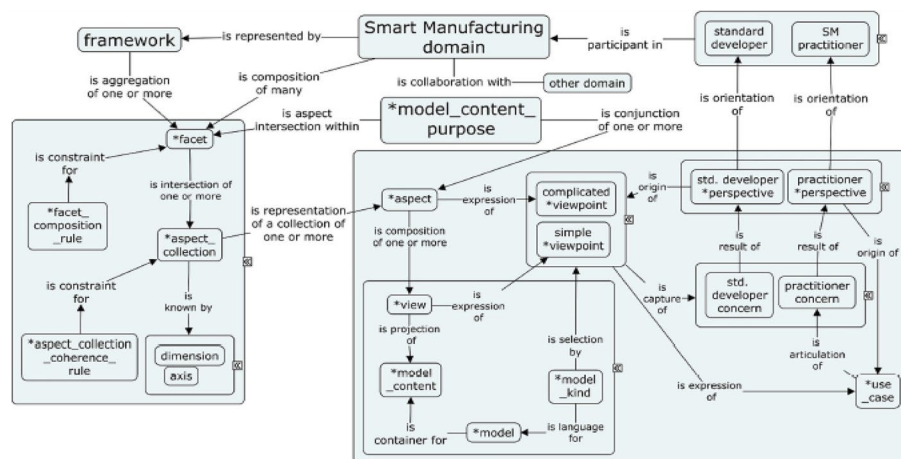 framework
is represented by
Smart Manufacturing
domain
is
participant in
standard
developer
SM
practitioner
is aggregation
of one or more
is composition
of many
is collaboration with
other domain
is orientation
of
is orientation
of
is aspect
intersection within
*model_content_
purpose
is conjunction
of one or more
*facet
is constraint
for
is intersection of
one or more
*facet_
composition
_rule
is representation
of a collection of
one or more
*aspect_
collection
is constraint
for
is
known by
*aspect_collection
_coherence_
rule
dimension
axis
*aspect
is
expression
of
complicated
*viewpoint
simple
*viewpoint
is
origin
std. developer
*perspective
practitioner
*perspective
is composition
of one or more
is
result of
is
result of
is
origin of
*view
is
expression
of
is
capture
of
std.
developer
concern
practitioner
concern
is projection
of
is
selection
by
is
articulation
of
*model
_content
*model
_kind
is expression
of
*use
_case
is
container for
*model
is language
for